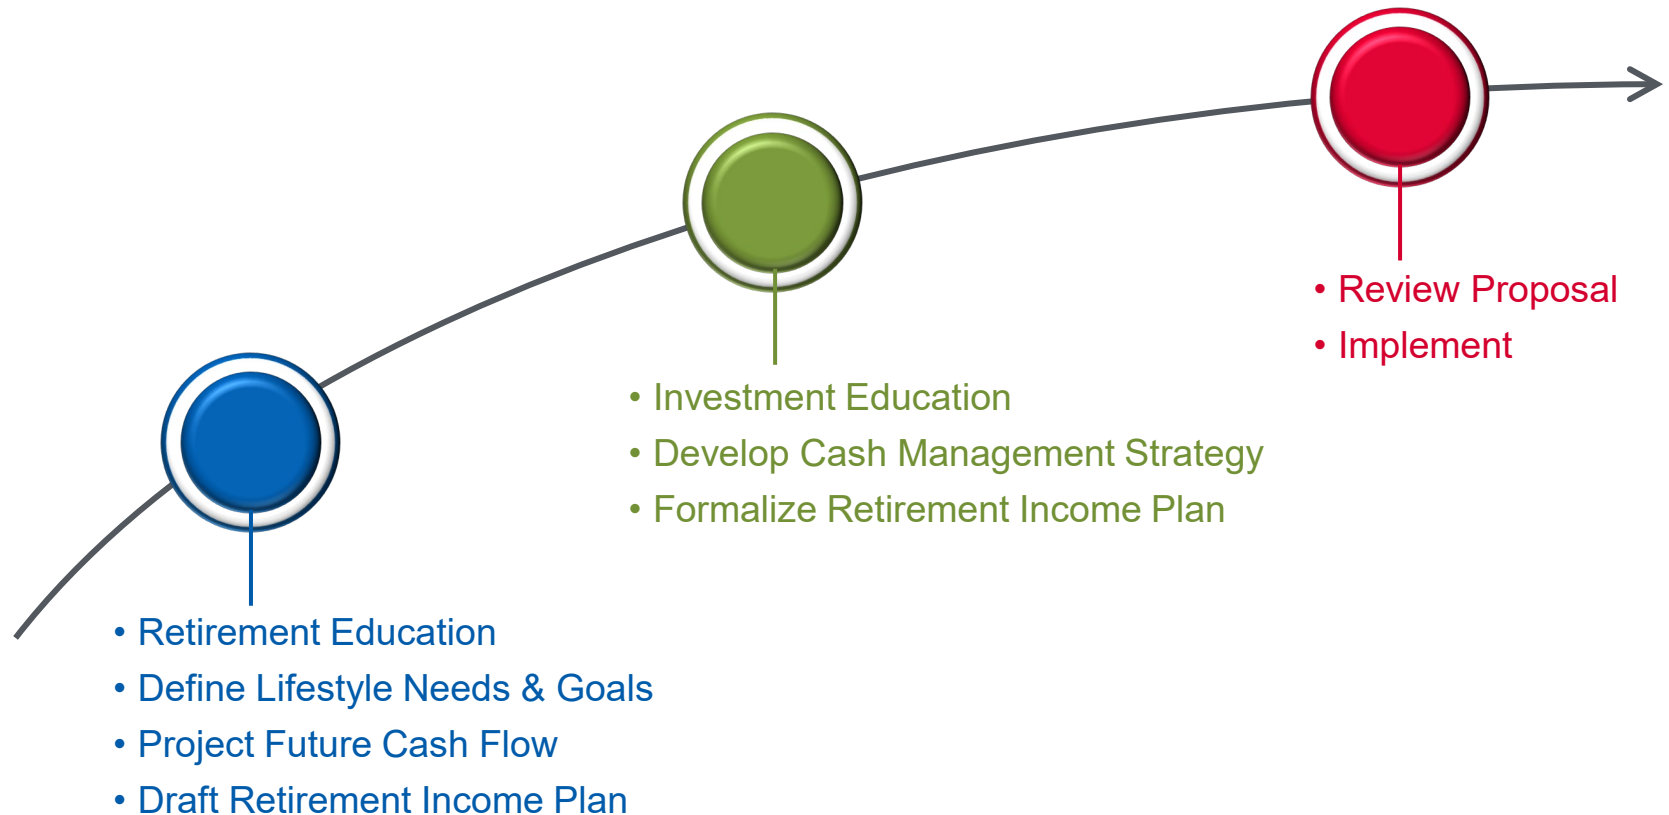 • Retirement Education
• Define Lifestyle Needs & Goals
• Project Future Cash Flow
• Draft Retirement Income Plan
• Investment Education
• Develop Cash Management Strategy
• Formalize Retirement Income Plan
• Review Proposal
• Implement